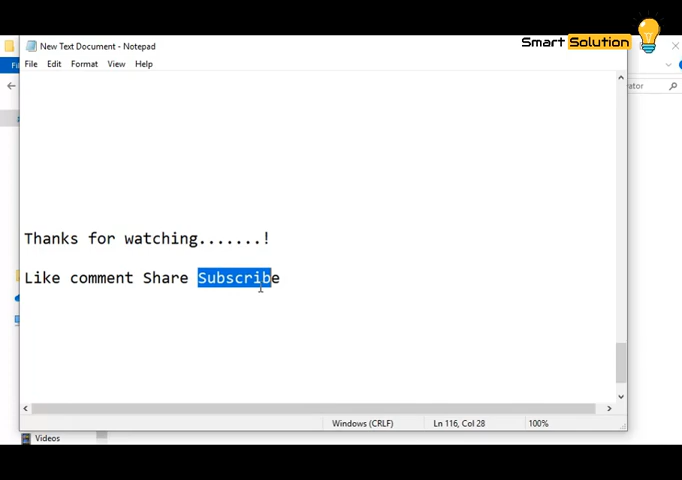 Smart Solution
New Text Document - Notepad
File Edit Format View Help
ator
Thanks for watching.......!
Like comment Share Subscribe
Windows (CRLF) Ln 116, Col 28 100%
Videos